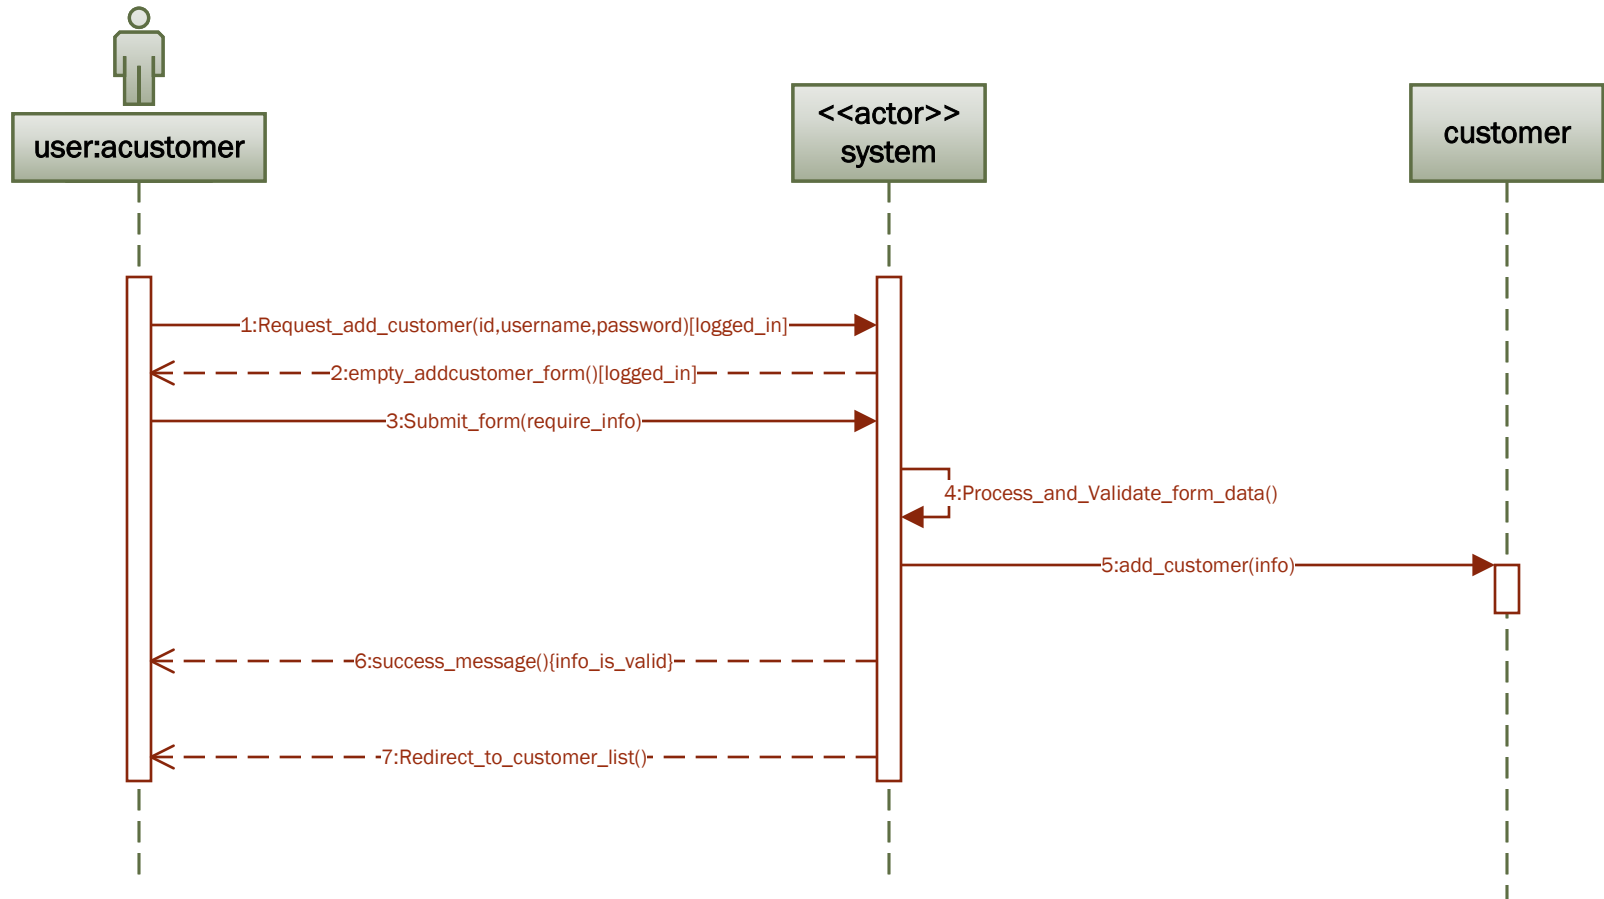 user:acustomer
<<actor>>
system
customer
1:Request_add_customer(id,username,password)[logged_in]
2:empty_addcustomer_form()[logged_in]
3:Submit_form(require_info)
4:Process_and_Validate_form_data()
5:add_customer(info)
6:success_message(){info_is_valid}
7:Redirect_to_customer_list()